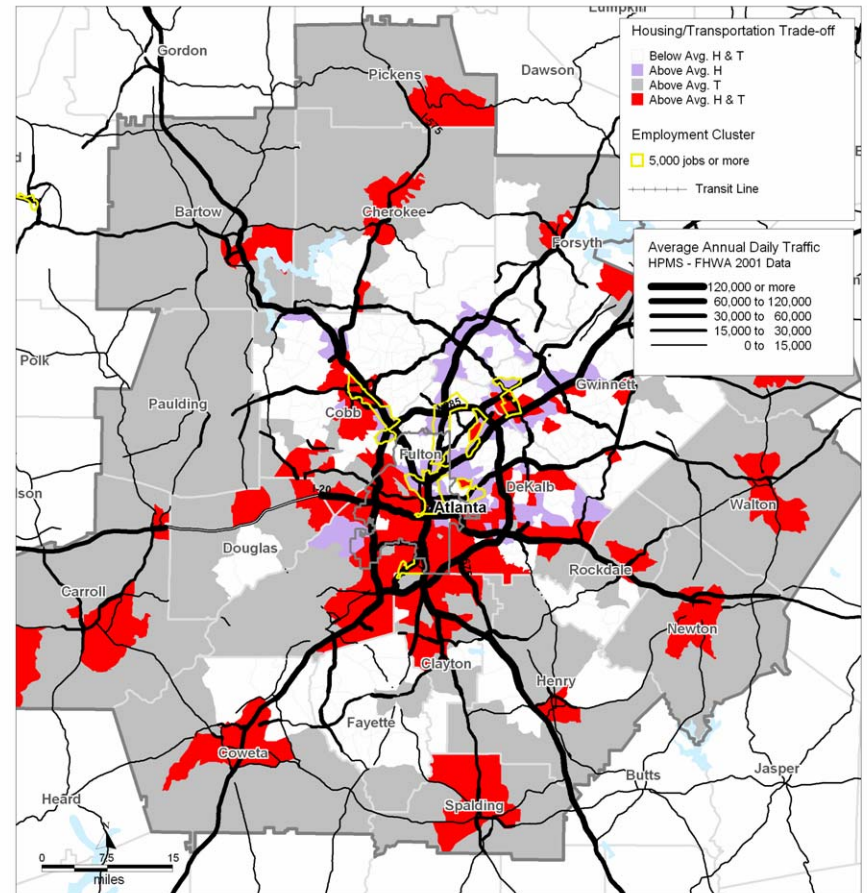 Housing/Transportation Trade-off
Below Avg. H & T
Above Avg. H
Above Avg. T
Above Avg. H & T
Employment Cluster
5,000 jobs or more
Transit Line
Average Annual Daily Traffic
HPMS - FHWA 2001 Data
120,000 or more
60,000 to 120,000
30,000 to 60,000
15,000 to 30,000
0 to 15,000
Lumpkin
Gordon
Pickens
Dawson
I-575
Bartow
Cherokee
Forsyth
Polk
Paulding
Cobb
Gwinnett
Fulton
I-20
DeKalb
Atlanta
Walton
Douglas
Rockdale
Carroll
Newton
Clayton
Henry
Fayette
Coweta
Butts
Jasper
Heard
Spalding
N
0 7.5 15
miles